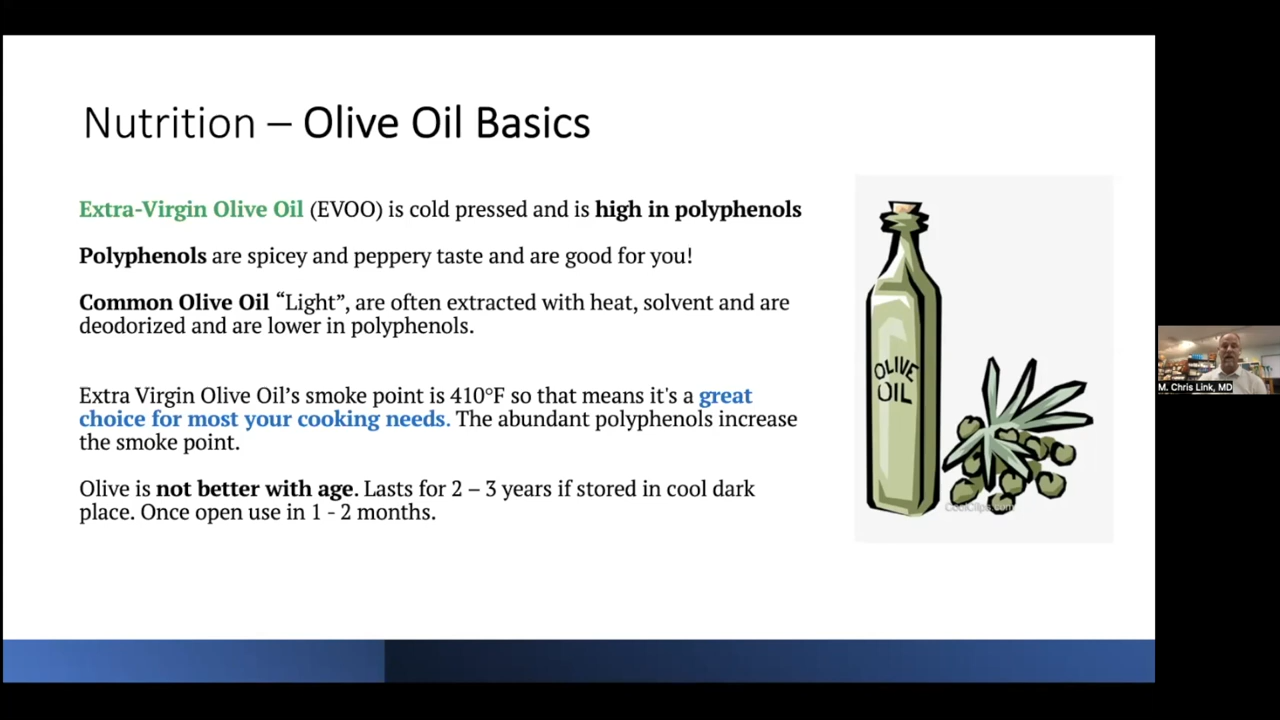 Nutrition – Olive Oil Basics
Extra-Virgin Olive Oil (EVOO) is cold pressed and is high in polyphenols
Polyphenols are spicey and peppery taste and are good for you!
Common Olive Oil “Light”, are often extracted with heat, solvent and are
deodorized and are lower in polyphenols.
Extra Virgin Olive Oil’s smoke point is 410°F so that means it's a great
choice for most your cooking needs. The abundant polyphenols increase
the smoke point.
Olive is not better with age. Lasts for 2 – 3 years if stored in cool dark
place. Once open use in 1 - 2 months.
OLIVE
OIL
CoolClips.com
M. Chris Link, MD